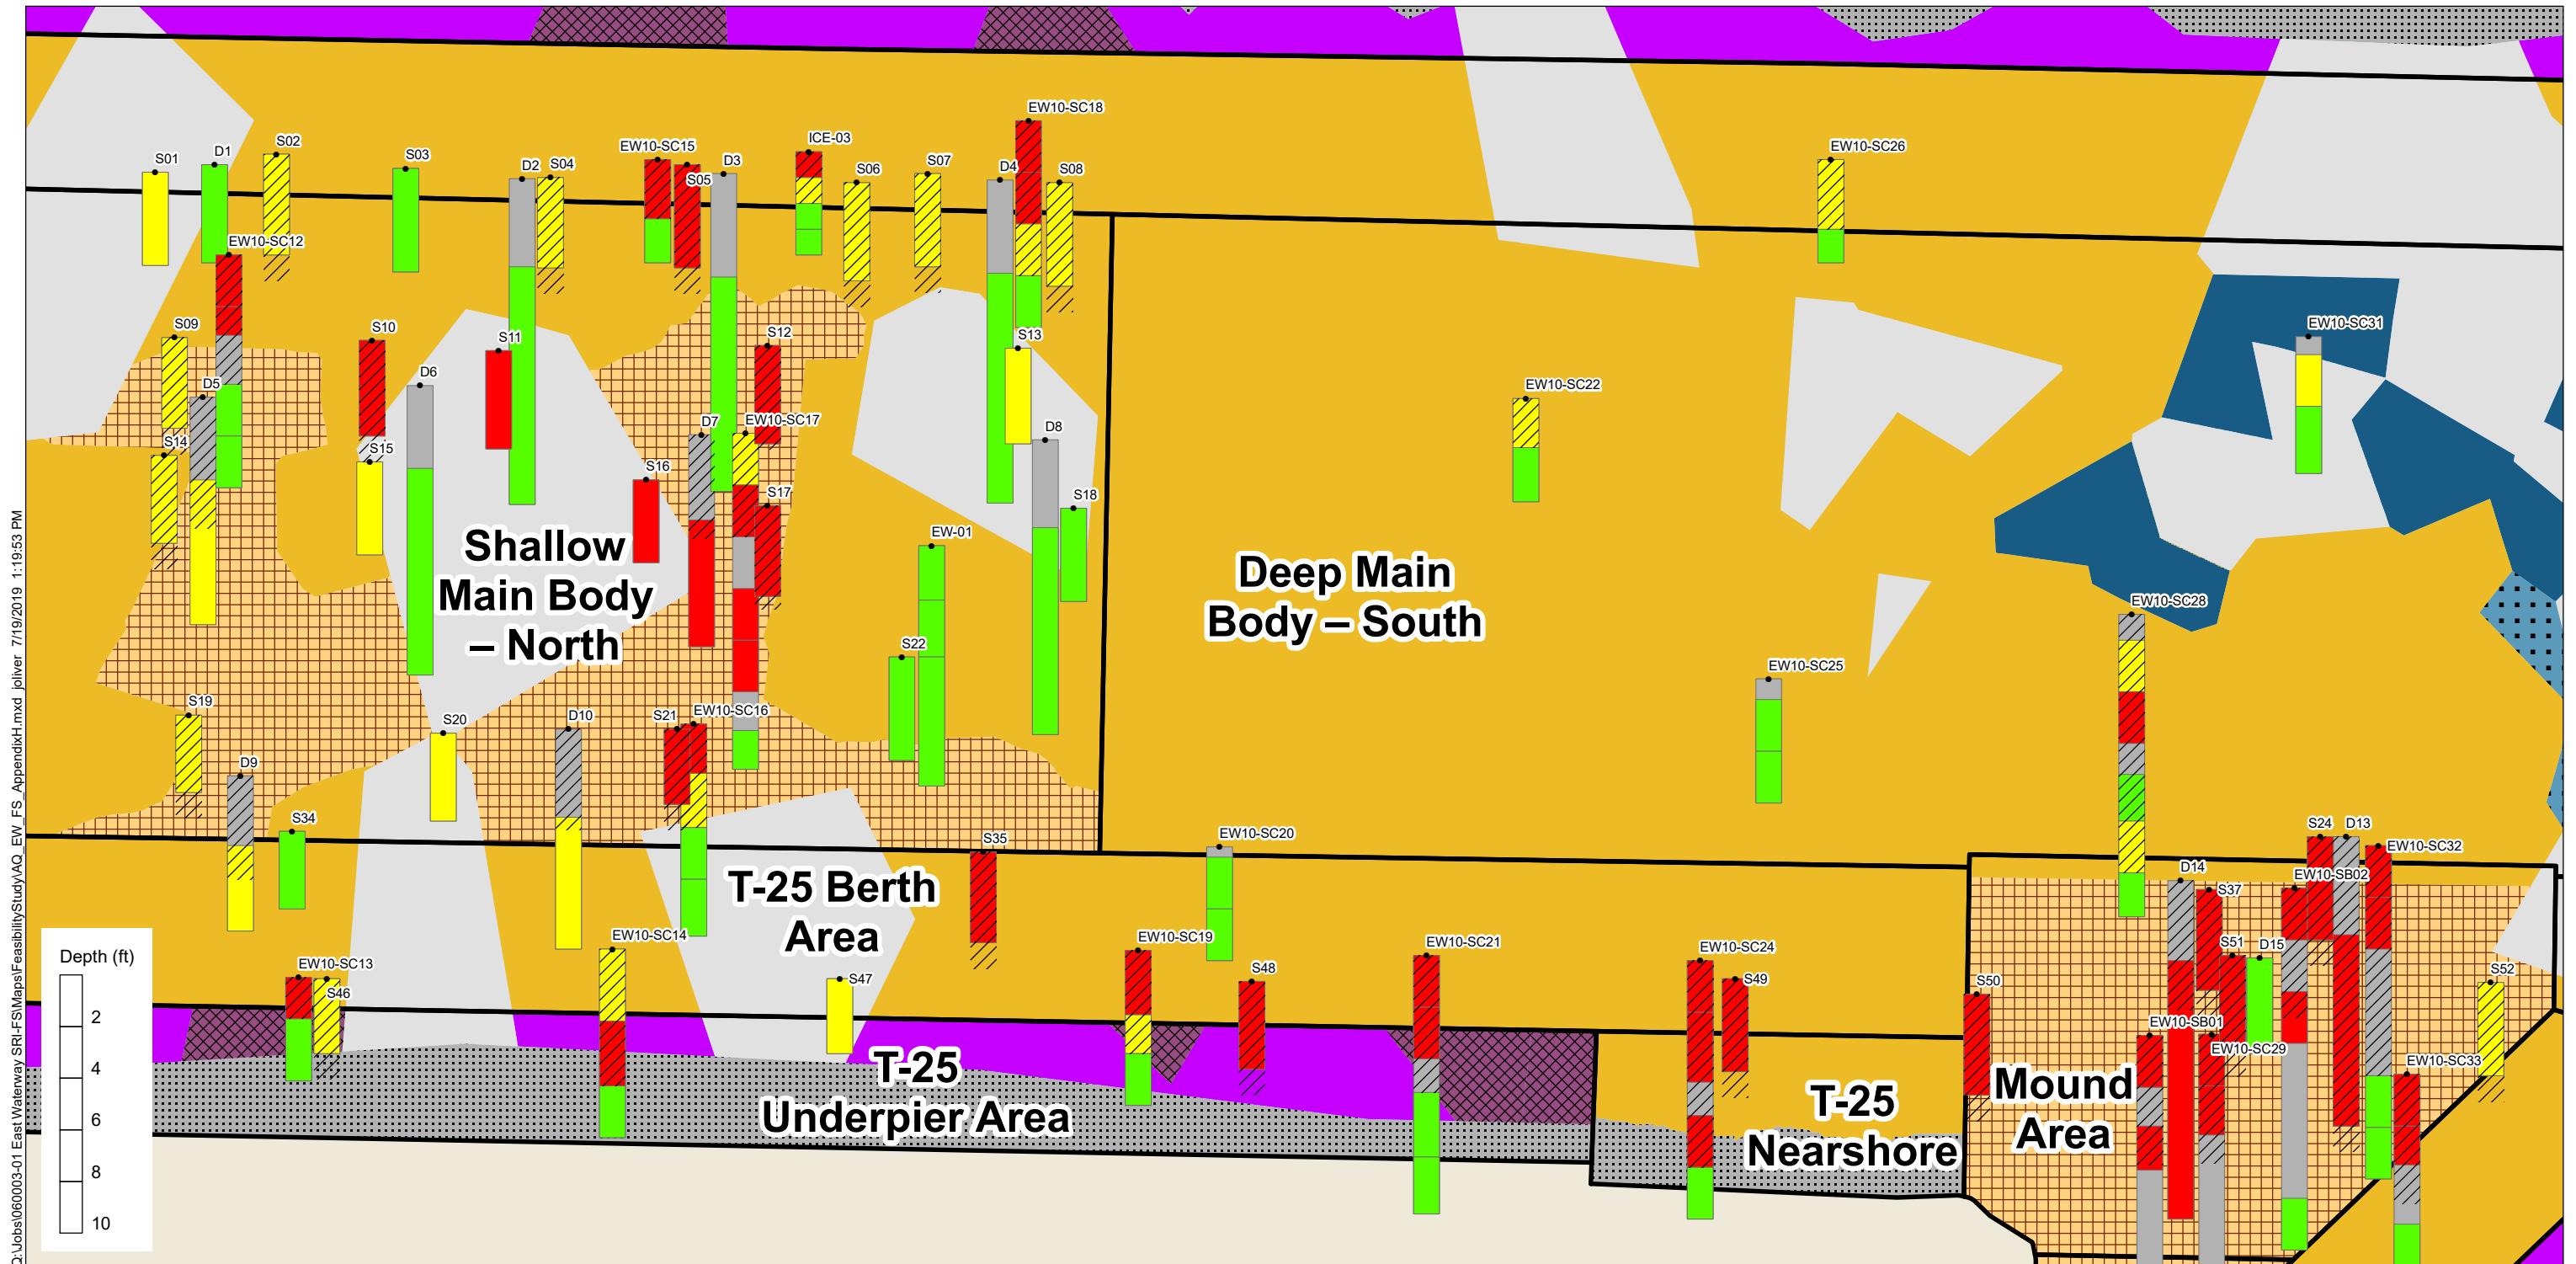 EW10-SC18
S01
D1
S02
S03
D2
S04
EW10-SC15
S05
D3
ICE-03
S06
S07
D4
S08
EW10-SC26
EW10-SC12
S09
S10
S11
S12
S13
EW10-SC31
D5
D6
D7
EW10-SC17
D8
EW10-SC22
S14
S15
S16
S17
S18
EW-01
Shallow
Main Body
– North
Deep Main
Body – South
EW10-SC28
S22
EW10-SC25
S19
S20
D10
S21
EW10-SC16
D9
S34
S35
EW10-SC20
S24
D13
EW10-SC32
D14
S37
EW10-SB02
T-25 Berth
Area
EW10-SC14
EW10-SC19
EW10-SC21
EW10-SC24
S51
D15
EW10-SC13
S46
S47
S48
S49
S50
S52
EW10-SB01
EW10-SC29
EW10-SC33
T-25
Underpier Area
T-25
Nearshore
Mound
Area
Depth (ft)
2
4
6
8
10
Q:\Jobs\060003-01 East Waterway SRI-FS\Maps\FeasibilityStudy\AQ_EW_FS_AppendixH.mxd joliver 7/19/2019 1:19:53 PM